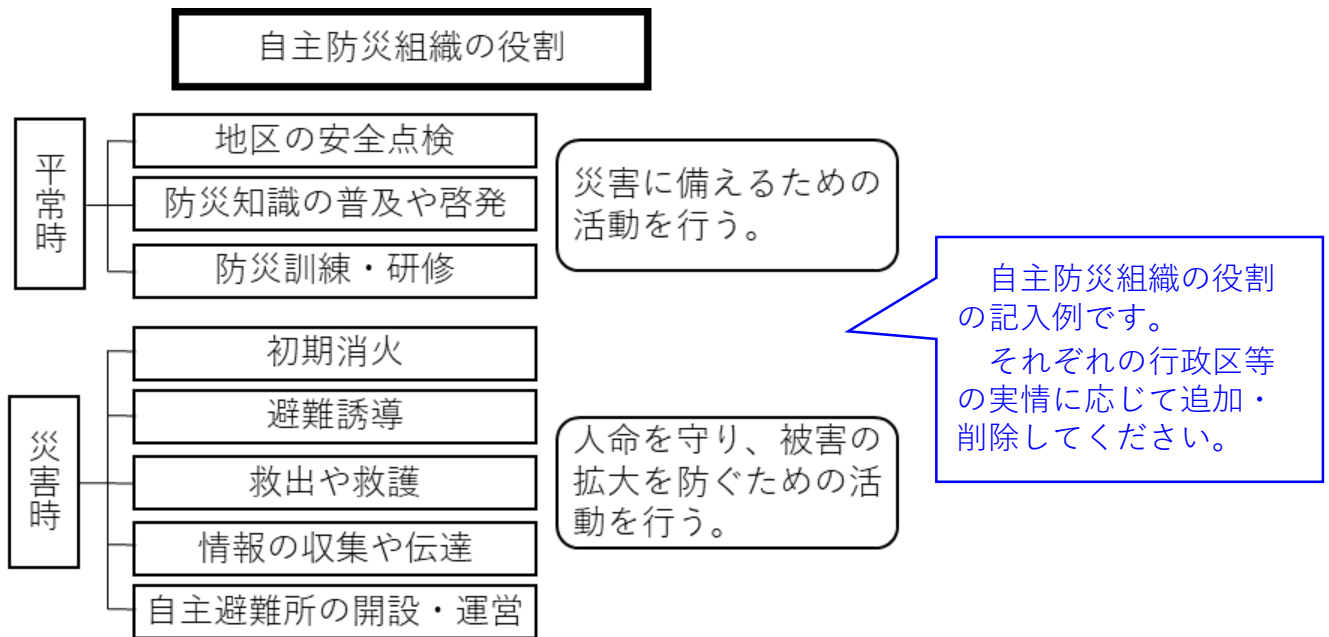 自主防災組織の役割
平常時
地区の安全点検
防災知識の普及や啓発
防災訓練・研修
災害に備えるための
活動を行う。
災害時
初期消火
避難誘導
救出や救護
情報の収集や伝達
自主避難所の開設・運営
人命を守り、被害の
拡大を防ぐための活
動を行う。
自主防災組織の役割
の記入例です。
それぞれの行政区等
の実情に応じて追加・
削除してください。